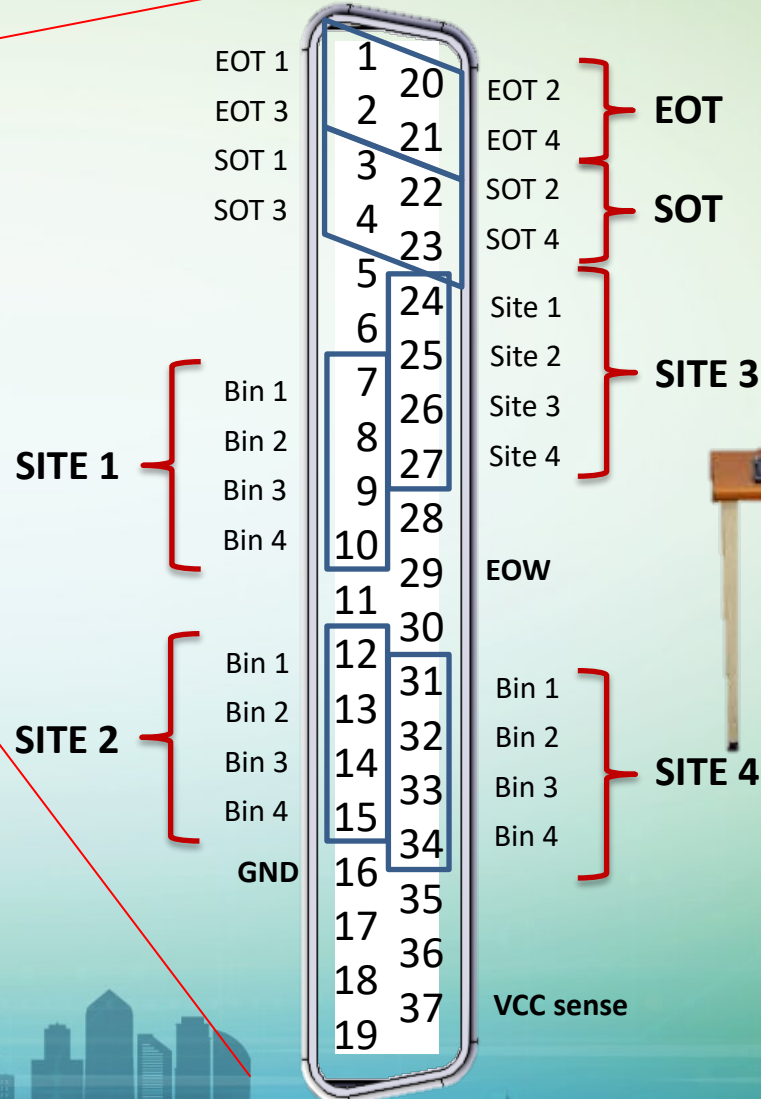 EOT 1
EOT 3
SOT 1
SOT 3
SITE 1
Bin 1
Bin 2
Bin 3
Bin 4
SITE 2
Bin 1
Bin 2
Bin 3
Bin 4
GND
1
2
3
4
5
6
7
8
9
10
11
12
13
14
15
16
17
18
19
20
21
22
23
24
25
26
27
28
29
30
31
32
33
34
35
36
37
EOT 2
EOT 4
SOT 2
SOT 4
Site 1
Site 2
Site 3
Site 4
EOW
Bin 1
Bin 2
Bin 3
Bin 4
VCC sense
EOT
SOT
SITE 3
SITE 4